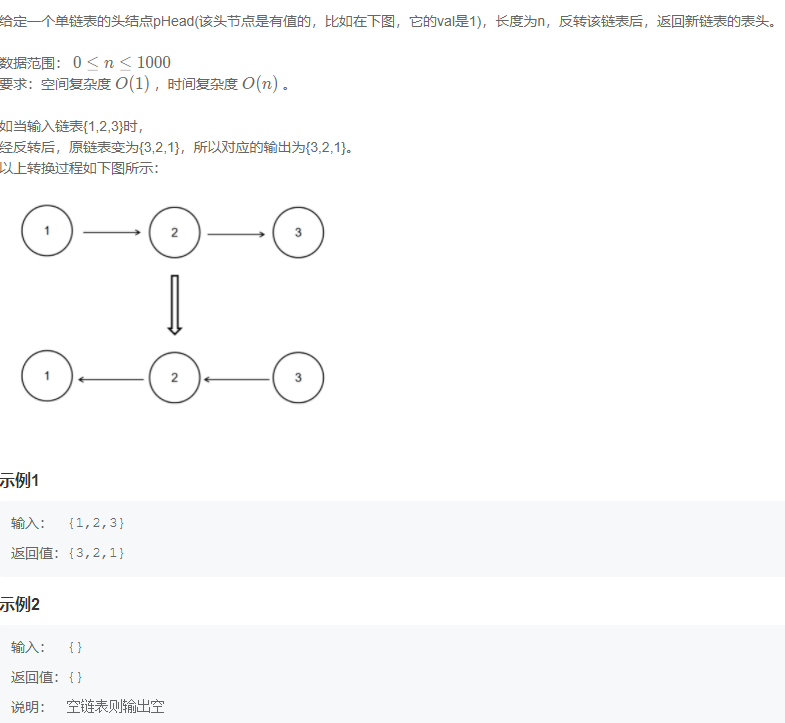 给定一个单链表的头结点pHead(该头节点是有值的，比如在下图，它的val是1)，长度为n，反转该链表后，返回新链表的表头。
数据范围： 0 ≤ n ≤ 1000
要求：空间复杂度 O(1) ，时间复杂度 O(n) 。
如当输入链表{1,2,3}时，
经反转后，原链表变为{3,2,1}，所以对应的输出为{3,2,1}。
以上转换过程如下图所示：
1 2 3
1 2 3
示例1
输入： {1,2,3}
返回值：{3,2,1}
示例2
输入： {}
返回值：{}
说明： 空链表则输出空